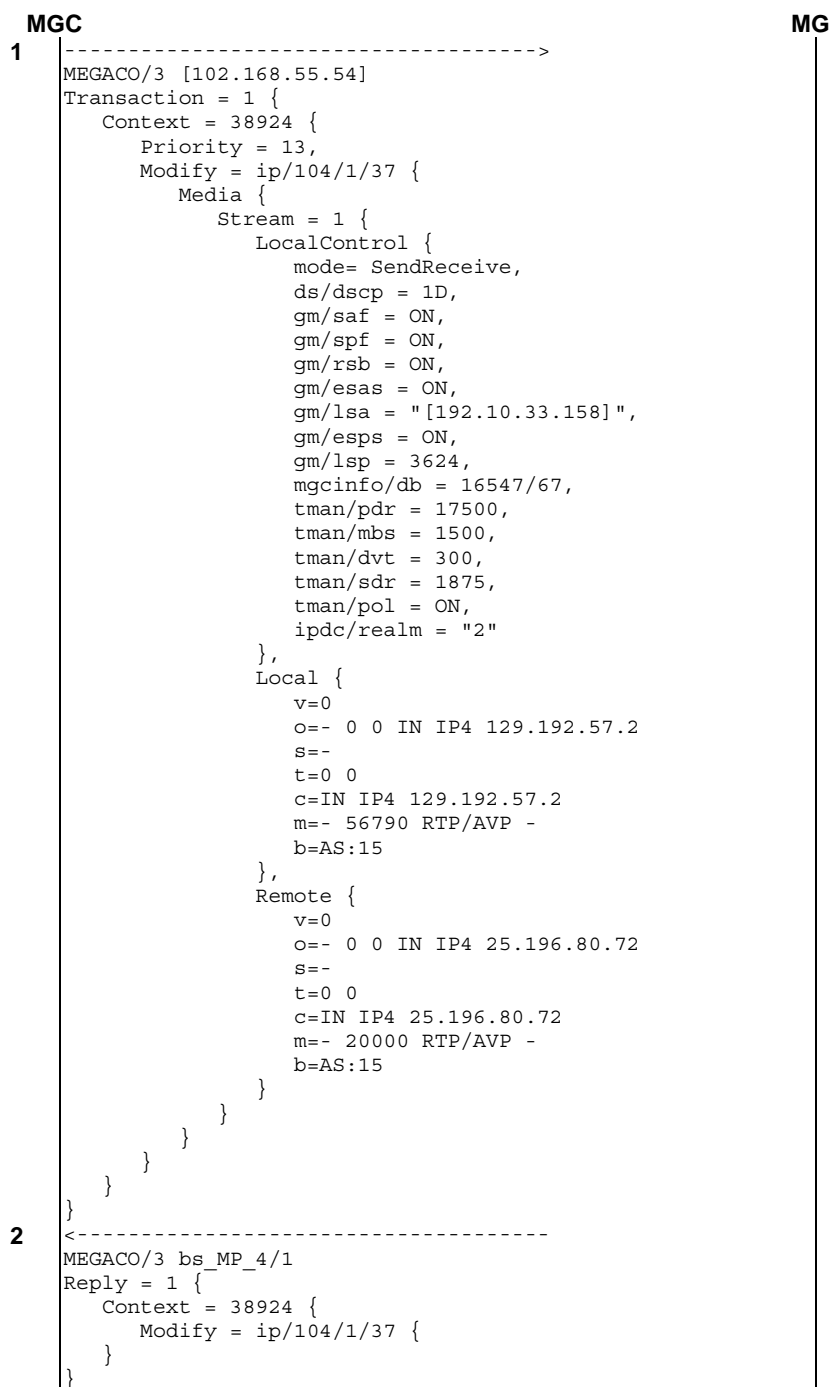 MGC MG
1 ------------------------------------->
MEGACO/3 [102.168.55.54]
Transaction = 1 {
   Context = 38924 {
      Priority = 13,
      Modify = ip/104/1/37 {
         Media {
            Stream = 1 {
               LocalControl {
                  mode= SendReceive,
                  ds/dscp = 1D,
                  gm/saf = ON,
                  gm/spf = ON,
                  gm/rsb = ON,
                  gm/esas = ON,
                  gm/lsa = "[192.10.33.158]",
                  gm/esps = ON,
                  gm/lsp = 3624,
                  mgcinfo/db = 16547/67,
                  tman/pdr = 17500,
                  tman/mbs = 1500,
                  tman/dvt = 300,
                  tman/sdr = 1875,
                  tman/pol = ON,
                  ipdc/realm = "2"
               },
               Local {
                  v=0
                  o=- 0 0 IN IP4 129.192.57.2
                  s=-
                  t=0 0
                  c=IN IP4 129.192.57.2
                  m=- 56790 RTP/AVP -
                  b=AS:15
               },
               Remote {
                  v=0
                  o=- 0 0 IN IP4 25.196.80.72
                  s=-
                  t=0 0
                  c=IN IP4 25.196.80.72
                  m=- 20000 RTP/AVP -
                  b=AS:15
               }
            }
         }
      }
   }
}
2 <-------------------------------------
MEGACO/3 bs_MP_4/1
Reply = 1 {
   Context = 38924 {
      Modify = ip/104/1/37 {
   }
}